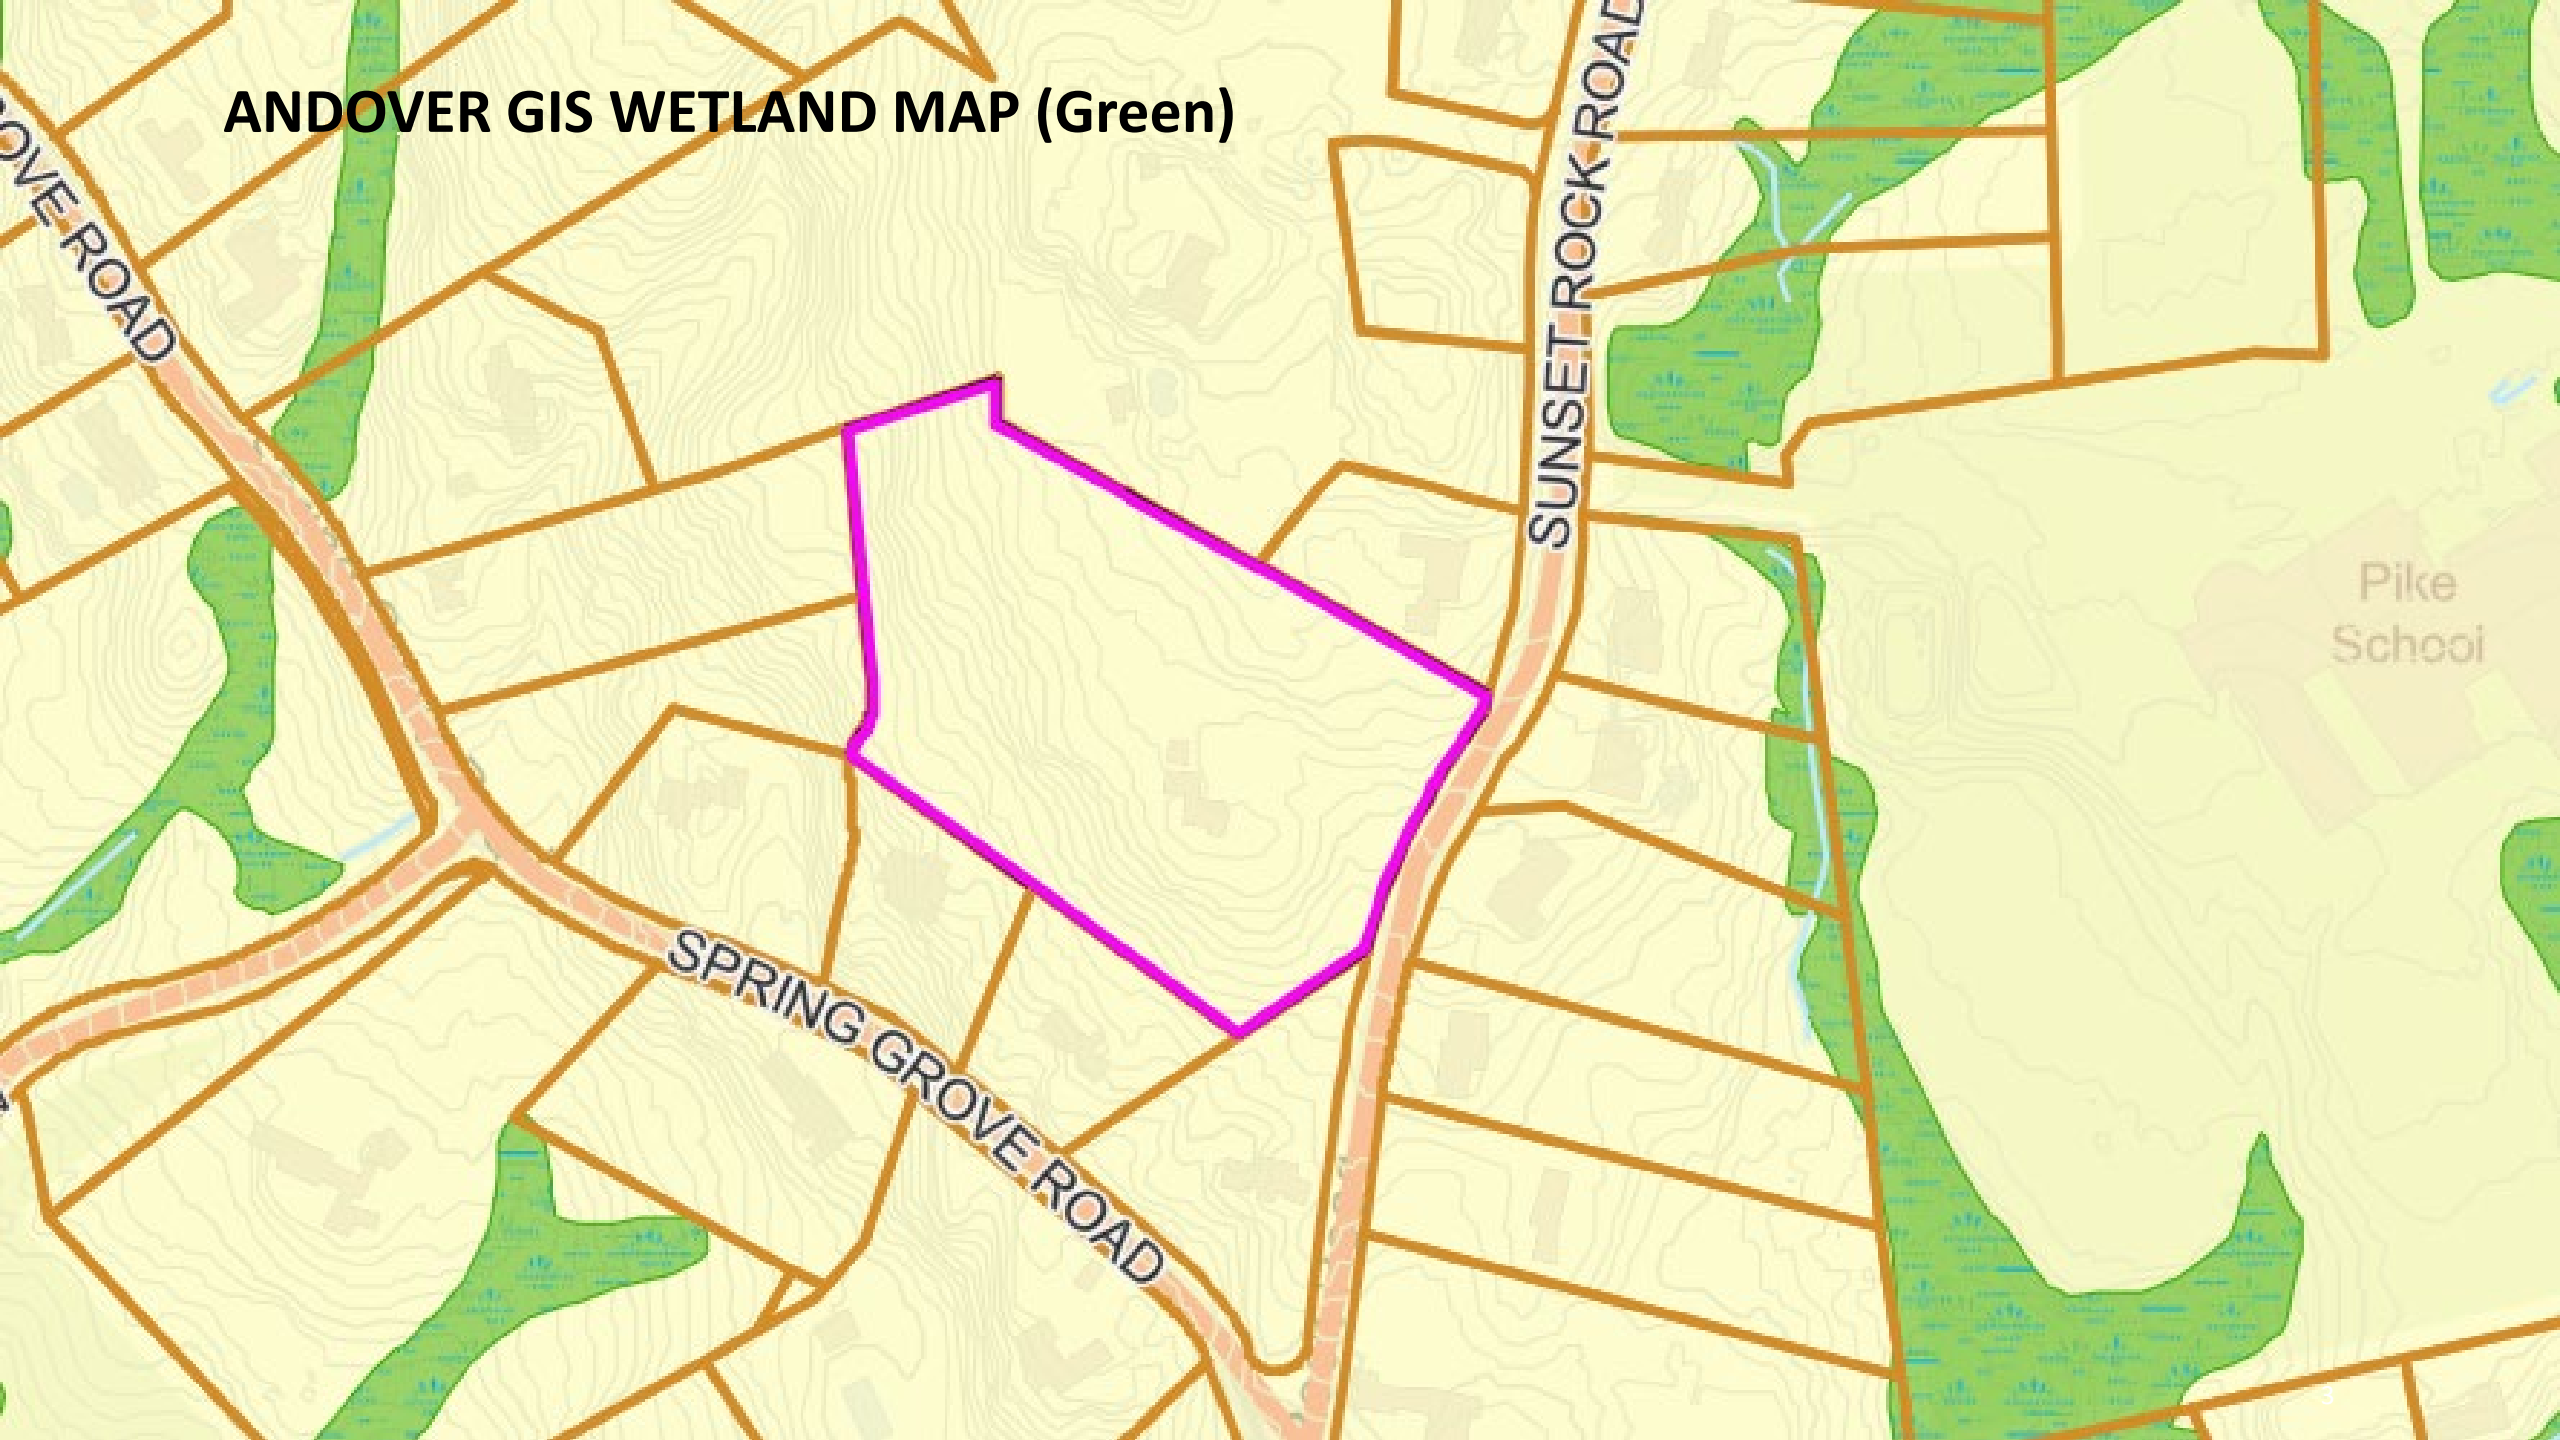 ANDOVER GIS WETLAND MAP (Green)
OVE ROAD
SUNSET ROCK ROAD
Pike
School
SPRING GROVE ROAD